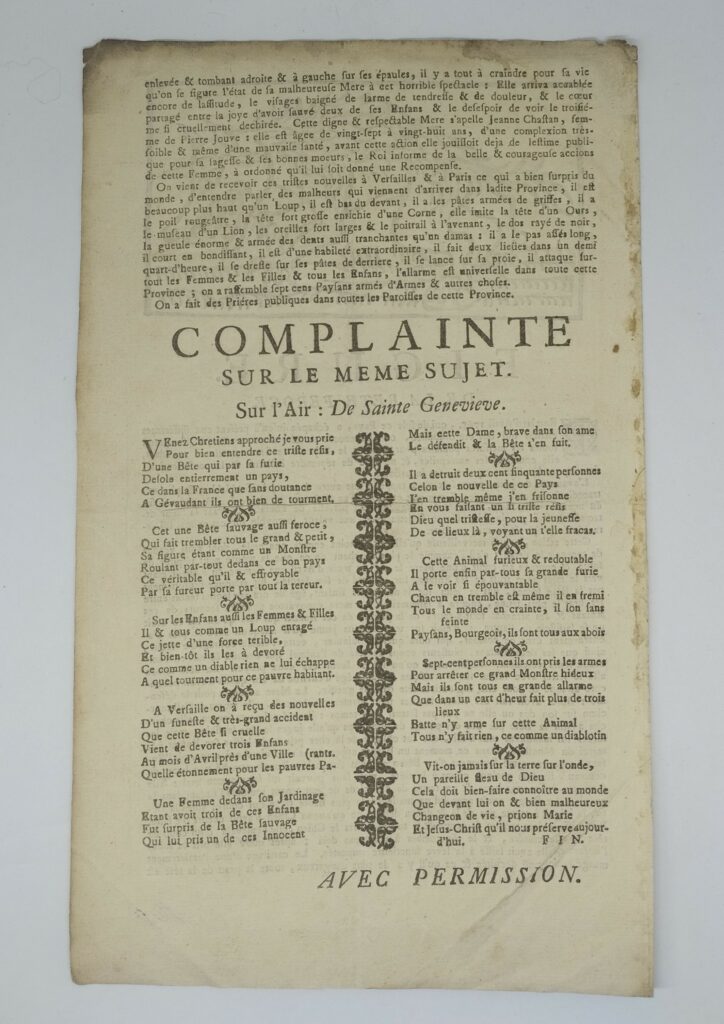 enlevée & tombant adroite & à gauche sur ses épaules, il y a tout à craindre pour sa vie
qu'on se figure l'état de sa malheureuse Mere à cet horrible spectacle : Elle arriva accablée
encore de lassitude, le visages baigné de larme de tendresse & de douleur, & le cœur
partagé entre la joye d'avoir sauvé deux de ses Enfans & le desespoir de voir le troisié-
me si cruellement dechirée. Cette digne & respectable Mere s'apelle Jeanne Chastan, fem-
me de Pierre Jouve : elle est âgee de vingt-sept à vingt-huit ans, d'une complexion très-
foible & même d'une mauvaise santé, avant cette action elle jouissoit deja de lestime publi-
que pour sa sagesse & ses bonnes moeurs, le Roi informe de la belle & courageuse accions
de cette Femme, à ordonné qu'il lui soit donné une Recompense.
On vient de recevoir ces tristes nouvelles à Versailles & à Paris ce qui a bien surpris du
monde, d'entendre parler des malheurs qui viennent d'arriver dans ladite Province, il est
beaucoup plus haut qu'un Loup, il est bas du devant, il a les pâtes armées de griffes, il a
le poil rougeâtre, la tête fort grosse enrichie d'une Corne, elle imite la tête d'un Ours,
le museau d'un Lion, les oreilles fort larges & le poitrail à l'avenant, le dos rayé de noir,
la gueule énorme & armée des dents aussi tranchantes qu'un damas : il a le pas assés long,
il court en bondissant, il est d'une habileté extraordinaire, il fait deux lieües dans un demi
quart-d'heure, il se dresse sur ses pâtes de derriere, il se lance sur sa proie, il attaque sur-
tout les Femmes & les Filles & tous les Enfans, l'allarme est universelle dans toute cette
Province ; on a rassemble sept cens Paysans armés d'Armes & autres choses.
On a fait des Priéres publiques dans toutes les Paroisses de cette Province.
COMPLAINTE
SUR LE MEME SUJET.
Sur l'Air : De Sainte Genevieve.
VEnez Chretiens approché je vous prie
Pour bien entendre ce triste resis,
D'une Bête qui par sa furie
Desole entierrement un pays,
Ce dans la France que sans doutance
A Gévaudant ils ont bien de tourment.
Cet une Bête sauvage aussi feroce,
Qui fait trembler tous le grand & petit,
Sa figure étant comme un Monstre
Roulant par-tout dedans ce bon pays
Ce véritable qu'il & effroyable
Par sa fureur porte par tout la tereur.
Sur les Enfans aussi les Femmes & Filles
Il & tous comme un Loup enragé
Ce jette d'une force terible,
Et bien-tôt ils les à devoré
Ce comme un diable rien ne lui échappe
A quel tourment pour ce pauvre habitant.
A Versaille on à reçu des nouvelles
D'un funeste & très-grand accident
Que cette Bête si cruelle
Vient de devorer trois Enfans
Au mois d'Avril près d'une Ville (rants.
Quelle étonnement pour les pauvres Pa-
Une Femme dedans son Jardinage
Etant avoit trois de ces Enfans
Fut surpris de la Bête sauvage
Qui lui pris un de ces Innocent
Mais cette Dame, brave dans son ame
Le défendit & la Bête s'en fuit.
Il a detruit deux cent sinquante personnes
Celon le nouvelle de ce Pays
J'en tremble même j'en frisonne
En vous faisant un si triste résis
Dieu quel tristesse, pour la jeunesse
De ce lieux là, voyant un t'elle fracas.
Cette Animal furieux & redoutable
Il porte enfin par-tous sa grande furie
A le voir si épouvantable
Chacun en tremble est même il en fremi
Tous le monde en crainte, il son sans
feinte
Paysans, Bourgeois, ils sont tous aux abois
Sept-cent personnes ils ont pris les armes
Pour arrêter ce grand Monstre hideux
Mais ils sont tous en grande allarme
Que dans un cart d'heur fait plus de trois
lieux
Batte n'y arme sur cette Animal
Tous n'y fait rien, ce comme un diablotin
Vit-on jamais sur la terre sur l'onde,
Un pareille fleau de Dieu
Cela doit bien-faire connoître au monde
Que devant lui on & bien malheureux
Changeon de vie, prions Marie
Et Jesus-Christ qu'il nous préserve aujour-
d'hui. FIN.
AVEC PERMISSION.